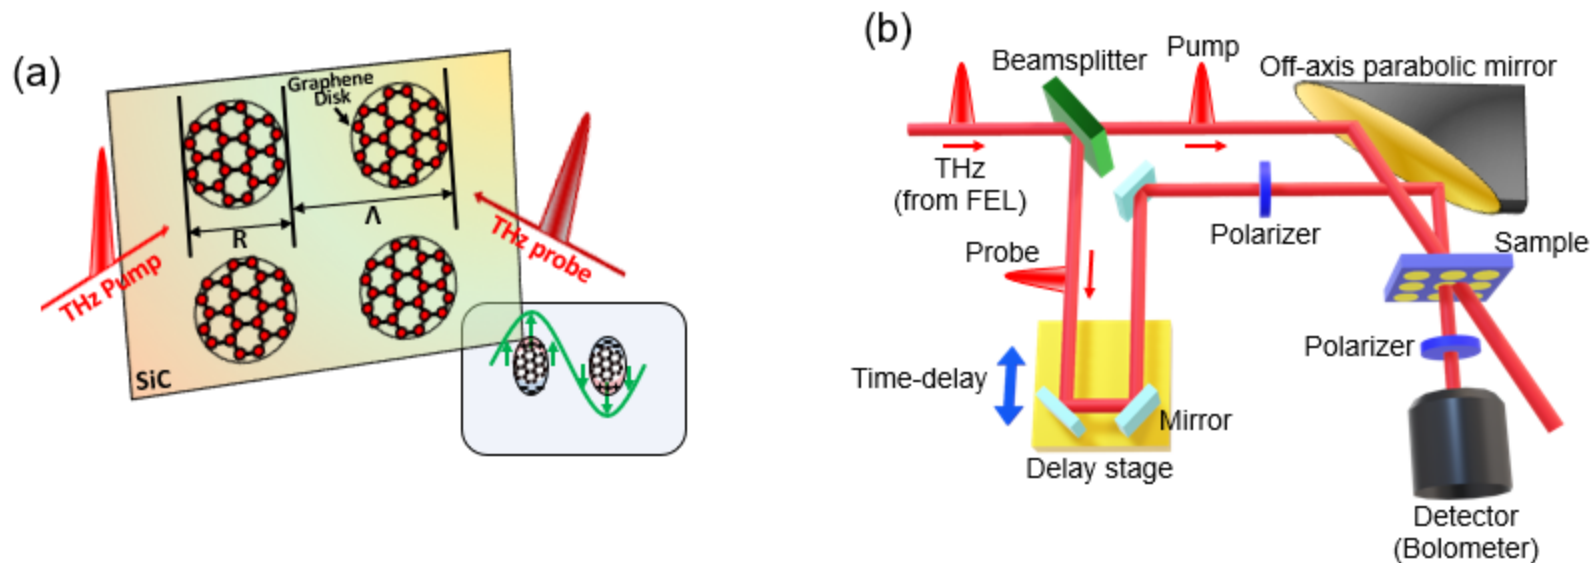 (a)
Graphene
Disk
R
Λ
THz Pump
THz probe
SiC
(b)
Beamsplitter
Pump
Off-axis parabolic mirror
THz
(from FEL)
Polarizer
Sample
Probe
Polarizer
Time-delay
Mirror
Delay stage
Detector
(Bolometer)